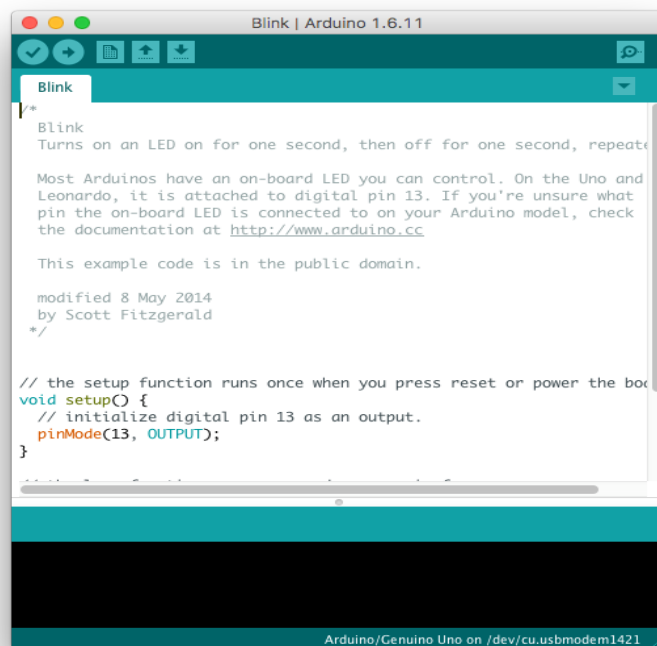 Blink | Arduino 1.6.11
Blink
/*
Blink
Turns on an LED on for one second, then off for one second, repeate
Most Arduinos have an on-board LED you can control. On the Uno and
Leonardo, it is attached to digital pin 13. If you're unsure what
pin the on-board LED is connected to on your Arduino model, check
the documentation at http://www.arduino.cc
This example code is in the public domain.
modified 8 May 2014
by Scott Fitzgerald
*/
// the setup function runs once when you press reset or power the boa
void setup() {
// initialize digital pin 13 as an output.
pinMode(13, OUTPUT);
}
Arduino/Genuino Uno on /dev/cu.usbmodem1421